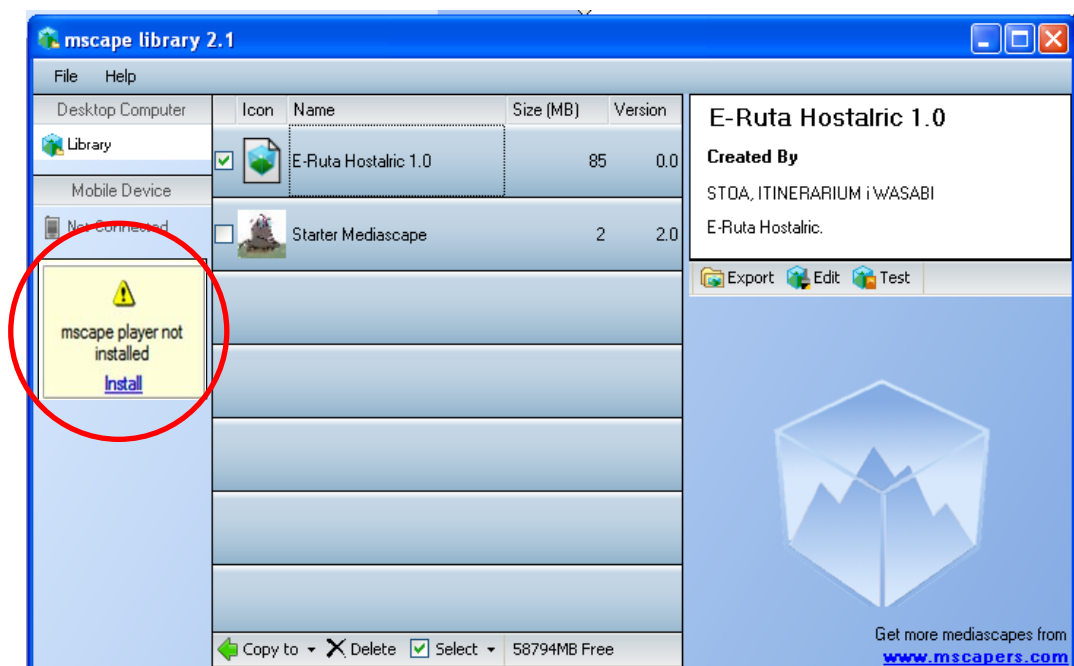 mscape library 2.1
File Help
Desktop Computer
Library
Mobile Device
Not Connected
mscape player not
installed
Install
Icon Name Size (MB) Version
E-Ruta Hostalric 1.0 85 0.0
Starter Mediascape 2 2.0
Copy to Delete Select 58794MB Free
E-Ruta Hostalric 1.0
Created By
STOA, ITINERARIUM i WASABI
E-Ruta Hostalric.
Export Edit Test
Get more mediascapes from
www.mscapers.com